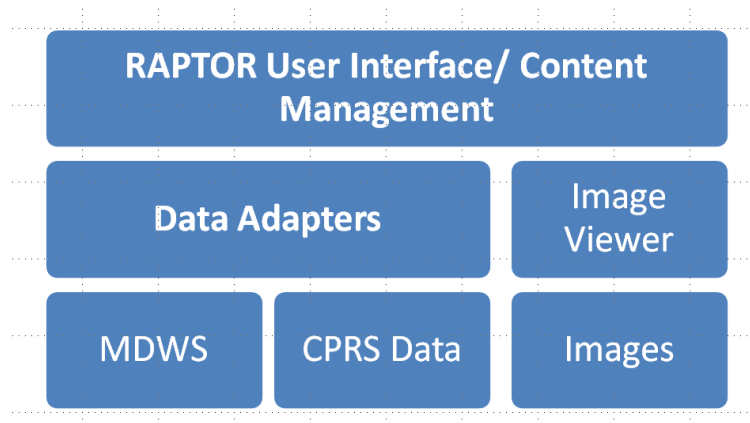 RAPTOR User Interface/ Content
Management
Data Adapters
Image
Viewer
MDWS
CPRS Data
Images